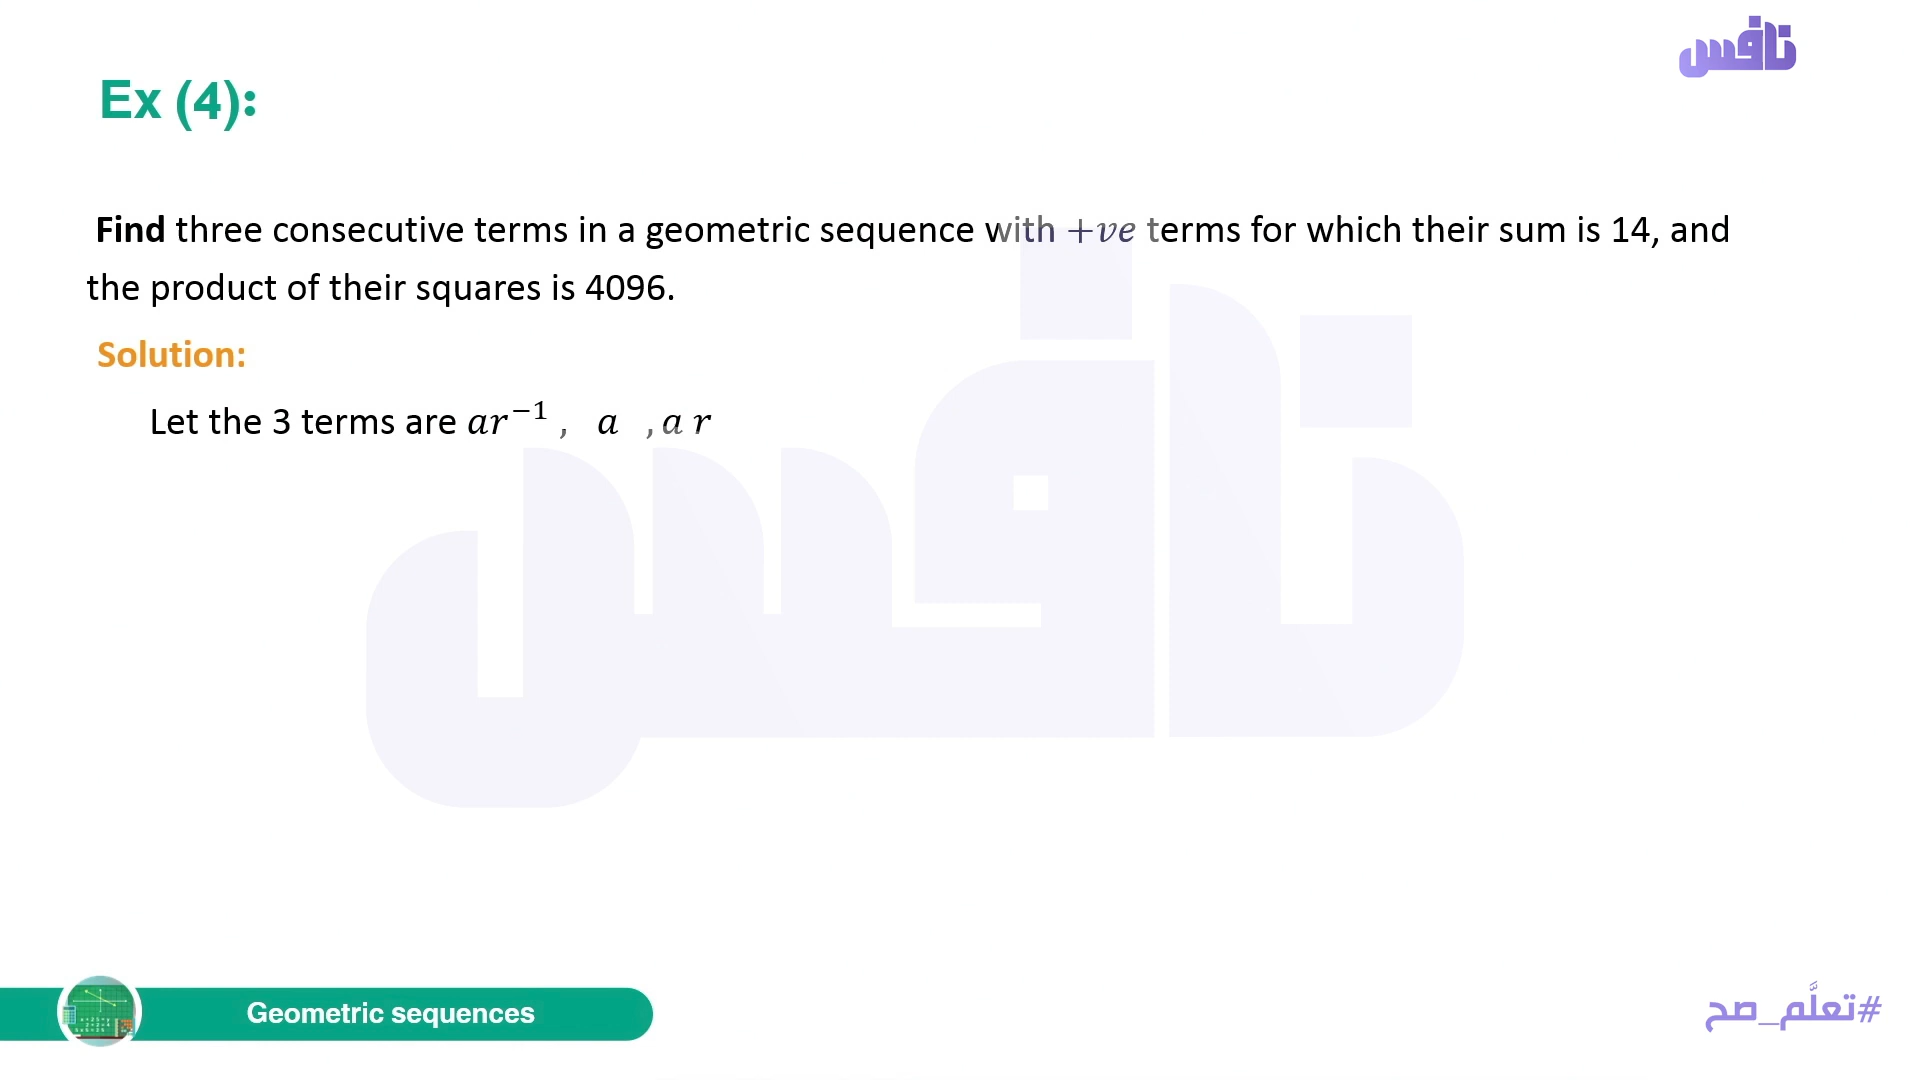 نافس
Ex (4):
Find three consecutive terms in a geometric sequence with +ve terms for which their sum is 14, and
the product of their squares is 4096.
Solution:
Let the 3 terms are ar⁻¹ , a , a r
نافس
Geometric sequences
#تعلَّم_صح